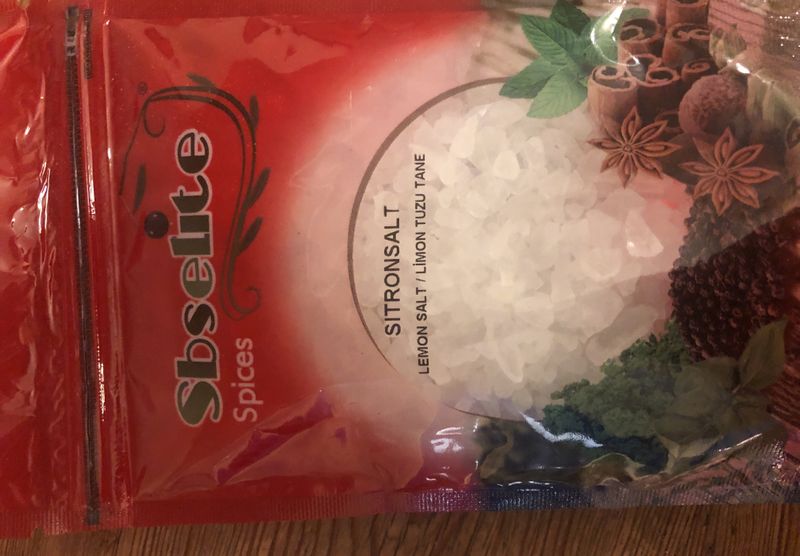 Sbselite
®
Spices
SITRONSALT
LEMON SALT / LİMON TUZU TANE